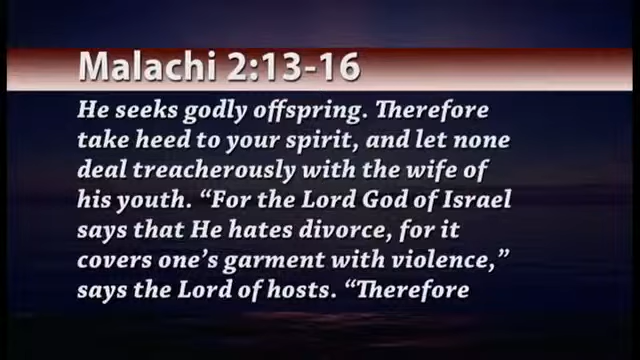 Malachi 2:13-16
He seeks godly offspring. Therefore
take heed to your spirit, and let none
deal treacherously with the wife of
his youth. “For the Lord God of Israel
says that He hates divorce, for it
covers one’s garment with violence,”
says the Lord of hosts. “Therefore